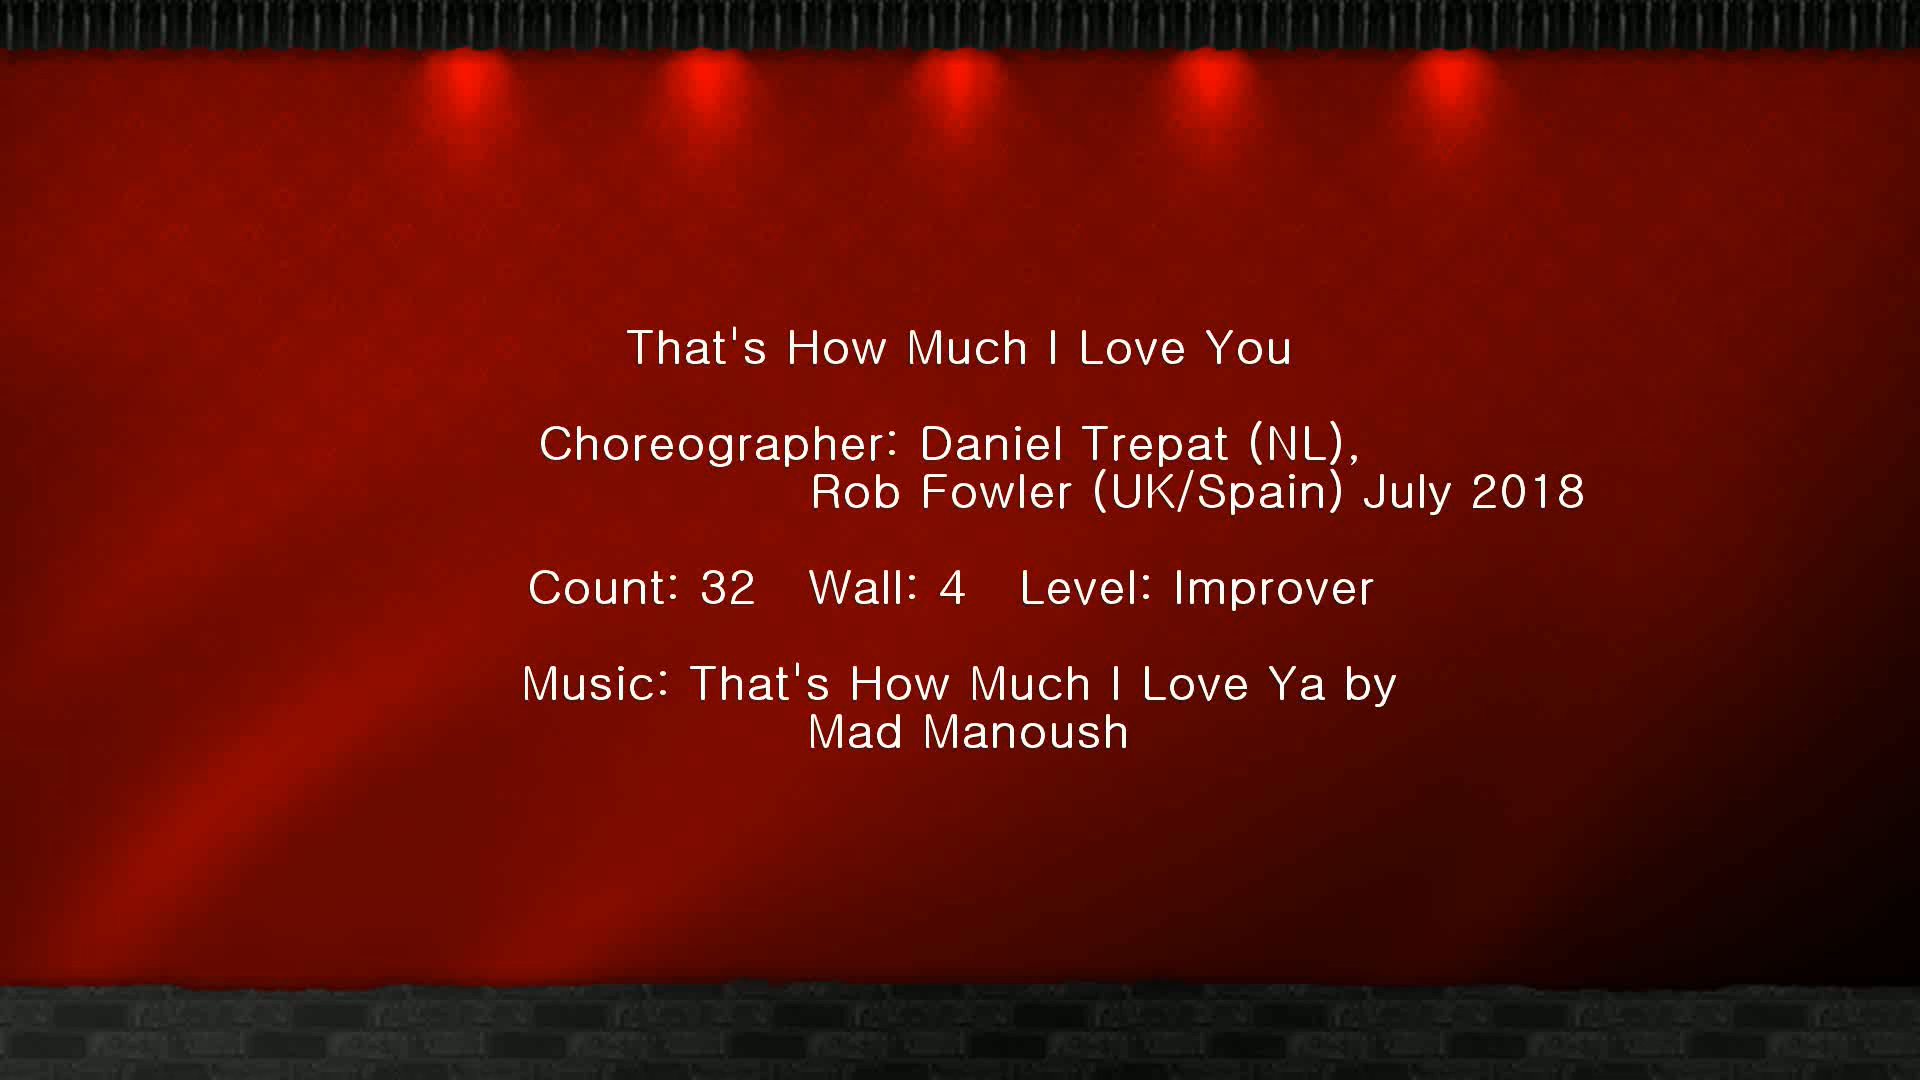 That's How Much I Love You
Choreographer: Daniel Trepat (NL),
Rob Fowler (UK/Spain) July 2018
Count: 32 Wall: 4 Level: Improver
Music: That's How Much I Love Ya by
Mad Manoush